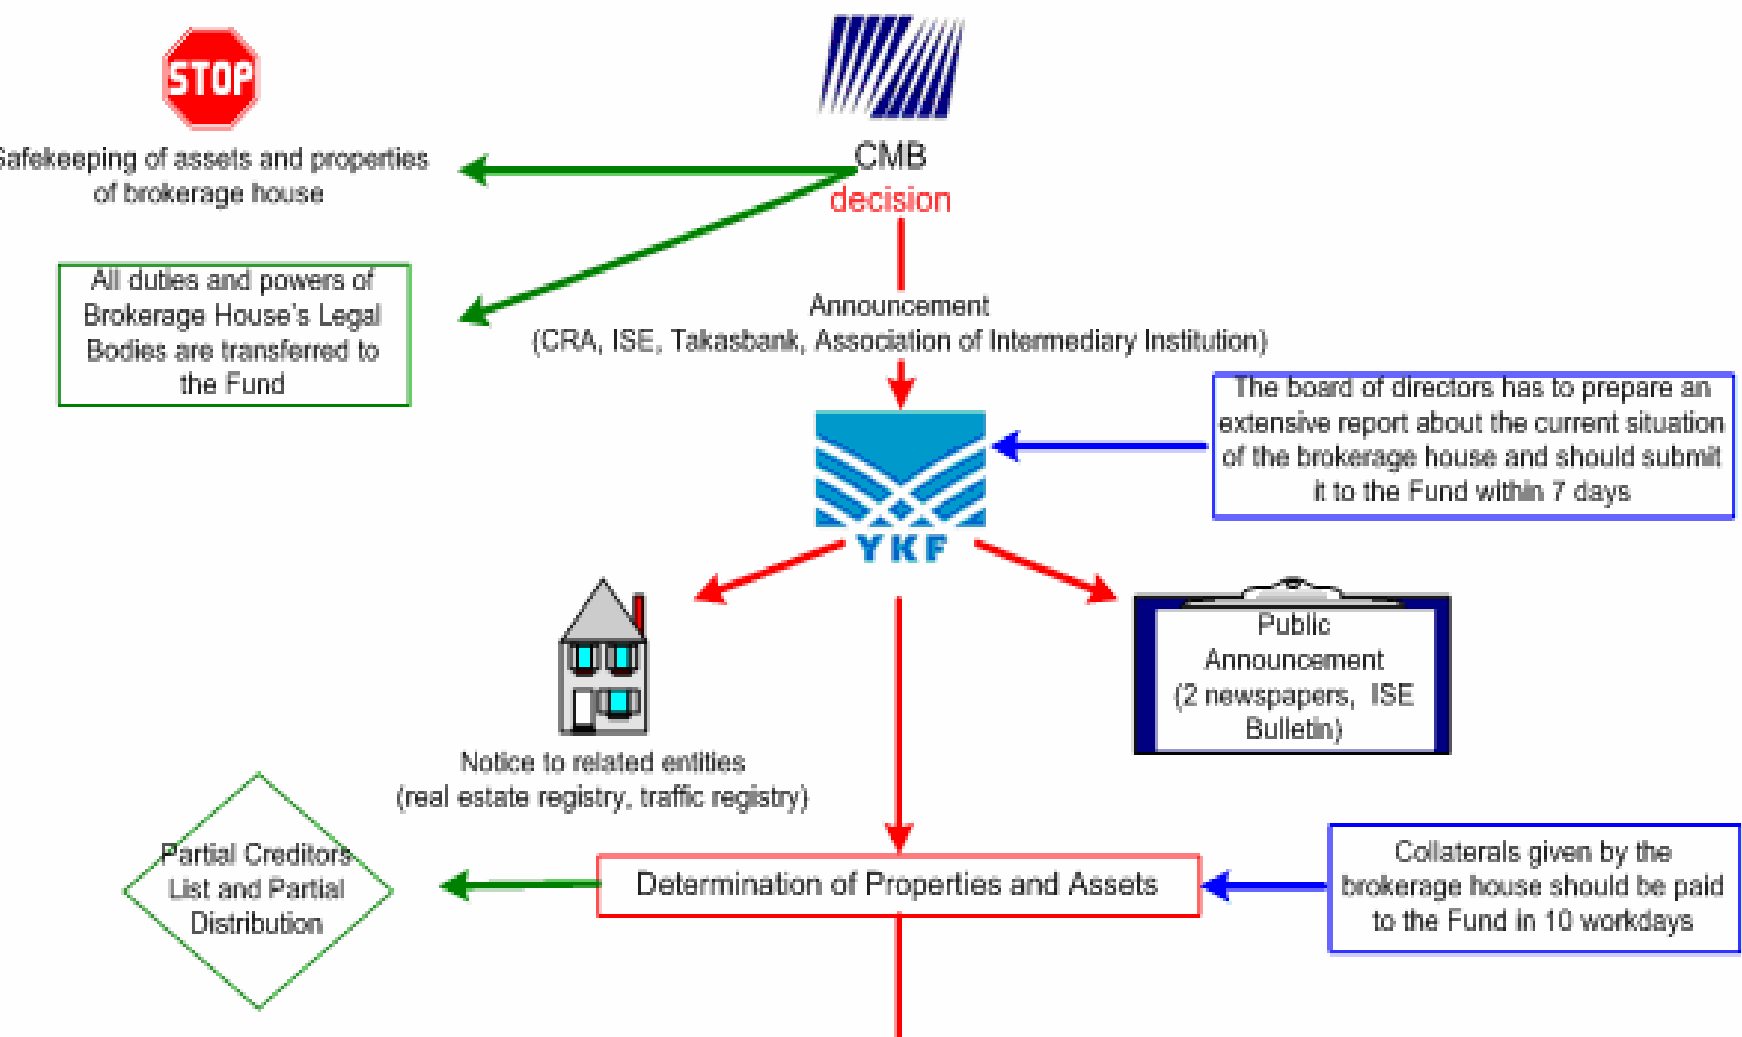 STOP
Safekeeping of assets and properties
of brokerage house
CMB
decision
All duties and powers of
Brokerage House's Legal
Bodies are transferred to
the Fund
Announcement
(CRA, ISE, Takasbank, Association of Intermediary Institution)
The board of directors has to prepare an
extensive report about the current situation
of the brokerage house and should submit
it to the Fund within 7 days
YKF
Public
Announcement
(2 newspapers, ISE
Bulletin)
Notice to related entities
(real estate registry, traffic registry)
Partial Creditors
List and Partial
Distribution
Determination of Properties and Assets
Collaterals given by the
brokerage house should be paid
to the Fund in 10 workdays